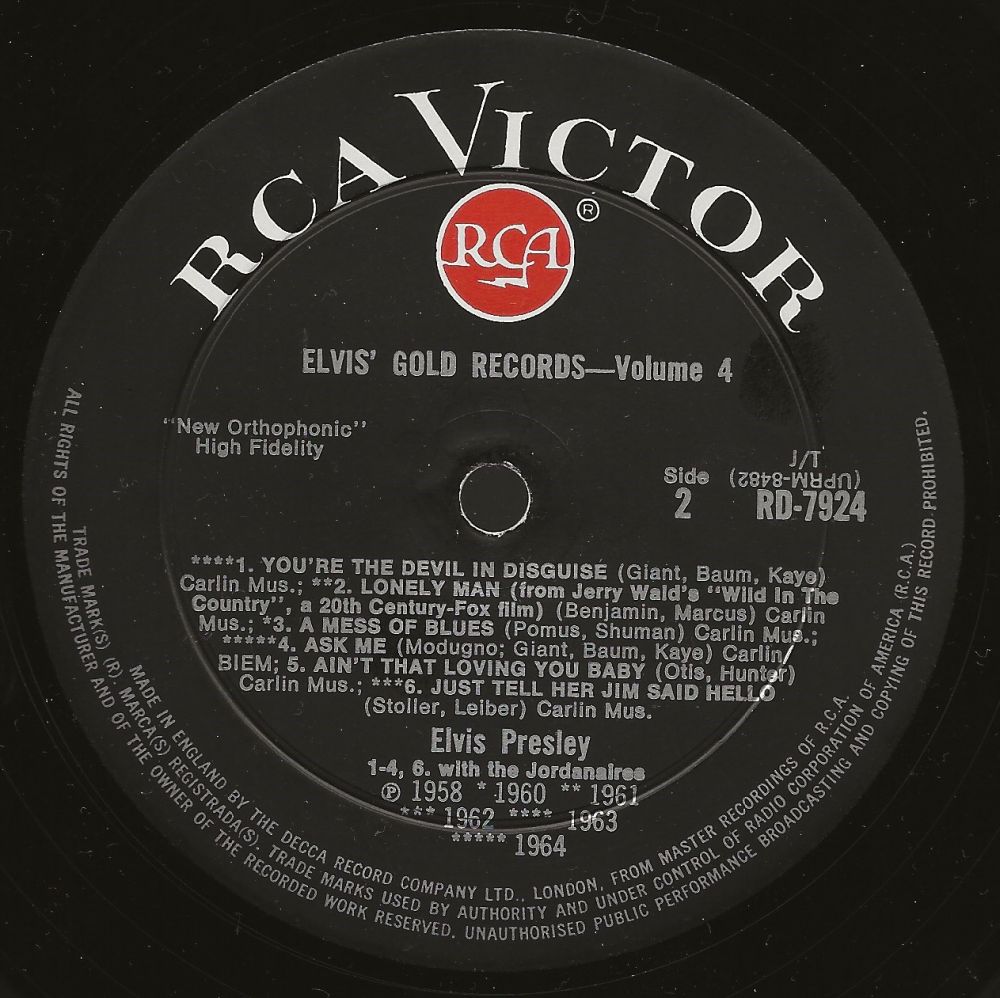 RCA VICTOR
RCA
®
ELVIS' GOLD RECORDS—Volume 4
"New Orthophonic"
High Fidelity
J/T
Side (UPRM-8482)
2 RD-7924
****1. YOU'RE THE DEVIL IN DISGUISE (Giant, Baum, Kaye)
Carlin Mus.; **2. LONELY MAN (from Jerry Wald's "Wild In The
Country", a 20th Century-Fox film) (Benjamin, Marcus) Carlin
Mus.; *3. A MESS OF BLUES (Pomus, Shuman) Carlin Mus.;
*****4. ASK ME (Modugno; Giant, Baum, Kaye) Carlin/
BIEM; 5. AIN'T THAT LOVING YOU BABY (Otis, Hunter)
Carlin Mus.; ***6. JUST TELL HER JIM SAID HELLO
(Stoller, Leiber) Carlin Mus.
Elvis Presley
1-4, 6. with the Jordanaires
℗ 1958 * 1960 ** 1961
*** 1962 **** 1963
***** 1964
MADE IN ENGLAND BY THE DECCA RECORD COMPANY LTD., LONDON, FROM MASTER RECORDINGS OF R.C.A.
TRADE MARK(S) (R). MARCA(S) REGISTRADA(S). TRADE MARKS USED BY AUTHORITY AND UNDER CONTROL OF RADIO CORPORATION OF AMERICA (R.C.A.)
ALL RIGHTS OF THE MANUFACTURER AND OF THE OWNER OF THE RECORDED WORK RESERVED. UNAUTHORISED PUBLIC PERFORMANCE BROADCASTING AND COPYING OF THIS RECORD PROHIBITED.